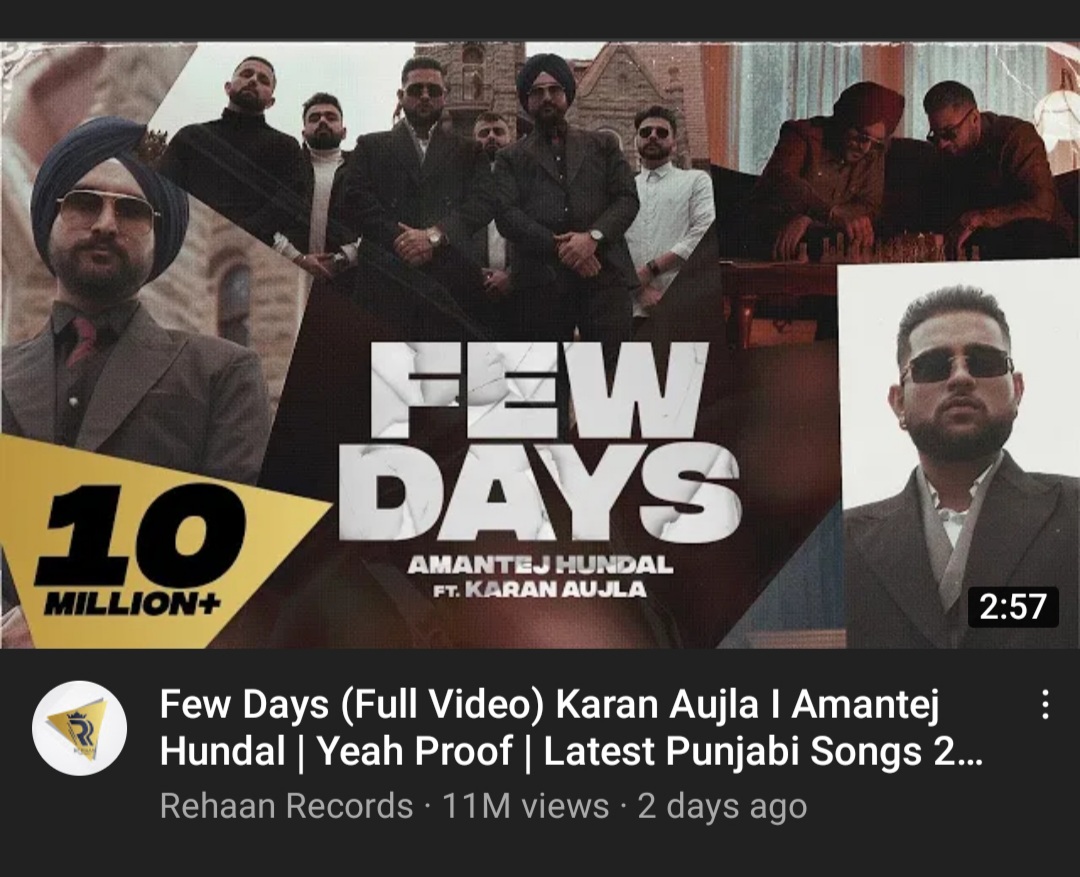 FEW
DAYS
AMANTEJ HUNDAL
FT. KARAN AUJLA
10
MILLION+
2:57
Few Days (Full Video) Karan Aujla I Amantej
Hundal | Yeah Proof | Latest Punjabi Songs 2...
Rehaan Records · 11M views · 2 days ago